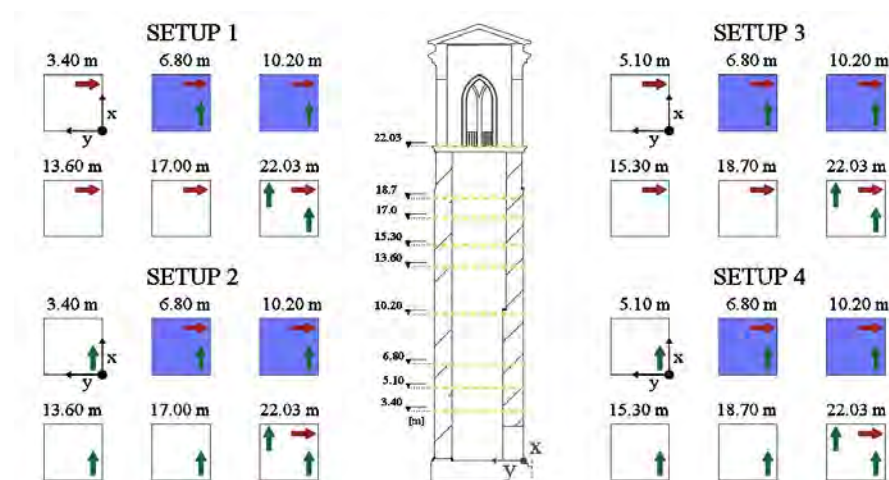 SETUP 1
3.40 m
6.80 m
10.20 m
x
y
13.60 m
17.00 m
22.03 m
SETUP 2
3.40 m
6.80 m
10.20 m
x
y
13.60 m
17.00 m
22.03 m
22.03
18.7
17.0
15.30
13.60
10.20
6.80
5.10
3.40
[m]
x
y
SETUP 3
5.10 m
6.80 m
10.20 m
x
y
15.30 m
18.70 m
22.03 m
SETUP 4
5.10 m
6.80 m
10.20 m
x
y
15.30 m
18.70 m
22.03 m